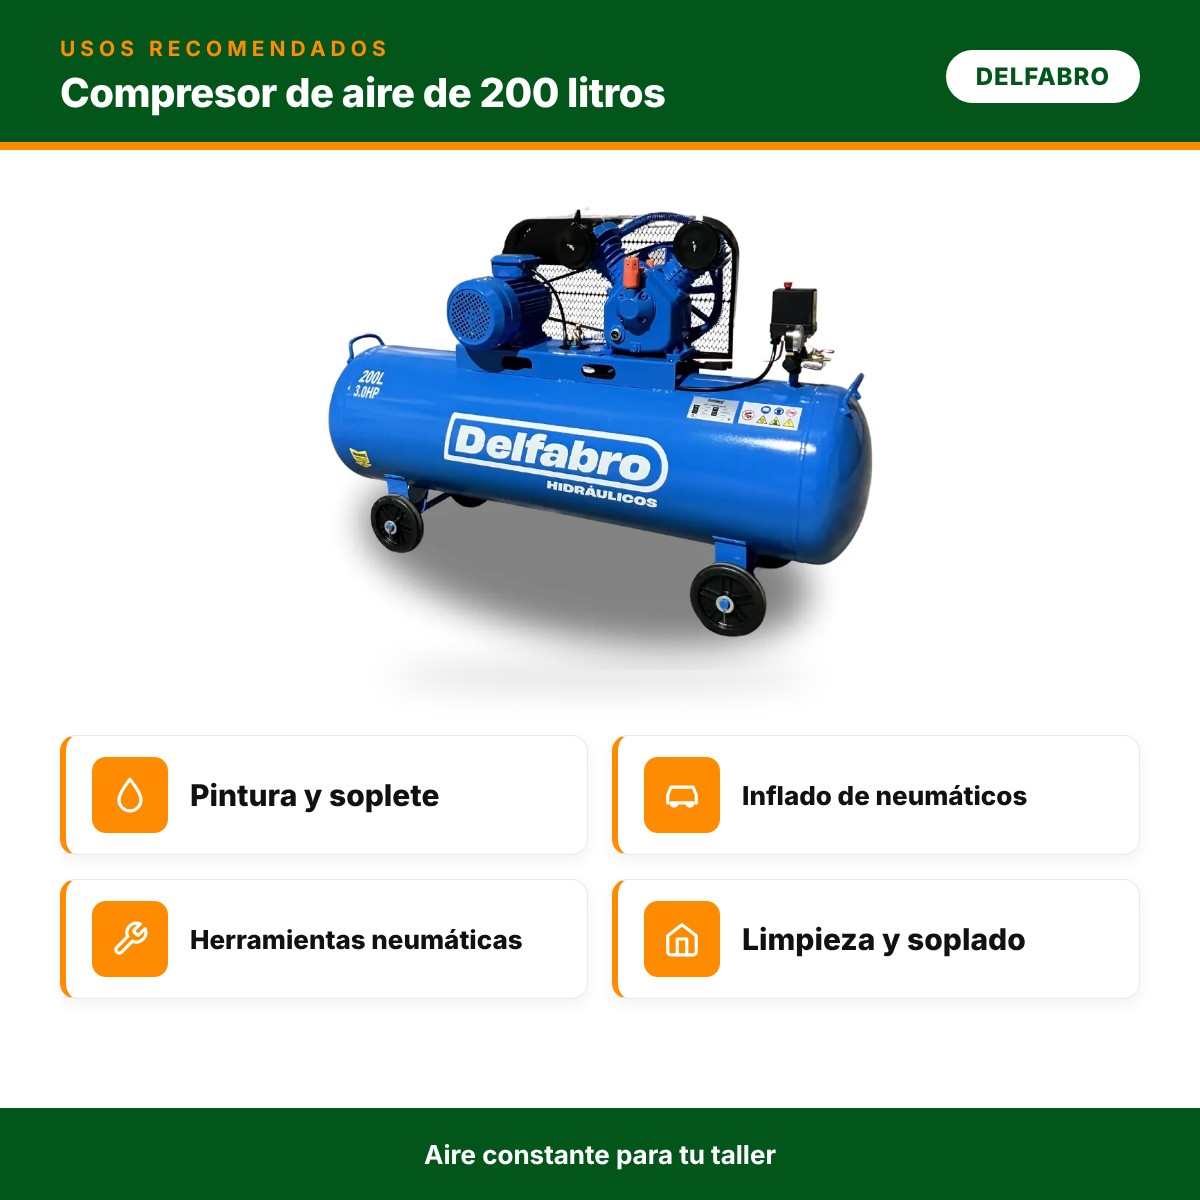 USOS RECOMENDADOS
Compresor de aire de 200 litros
DELFABRO
200L
3.0HP
Delfabro
HIDRÁULICOS
Pintura y soplete
Inflado de neumáticos
Herramientas neumáticas
Limpieza y soplado
Aire constante para tu taller